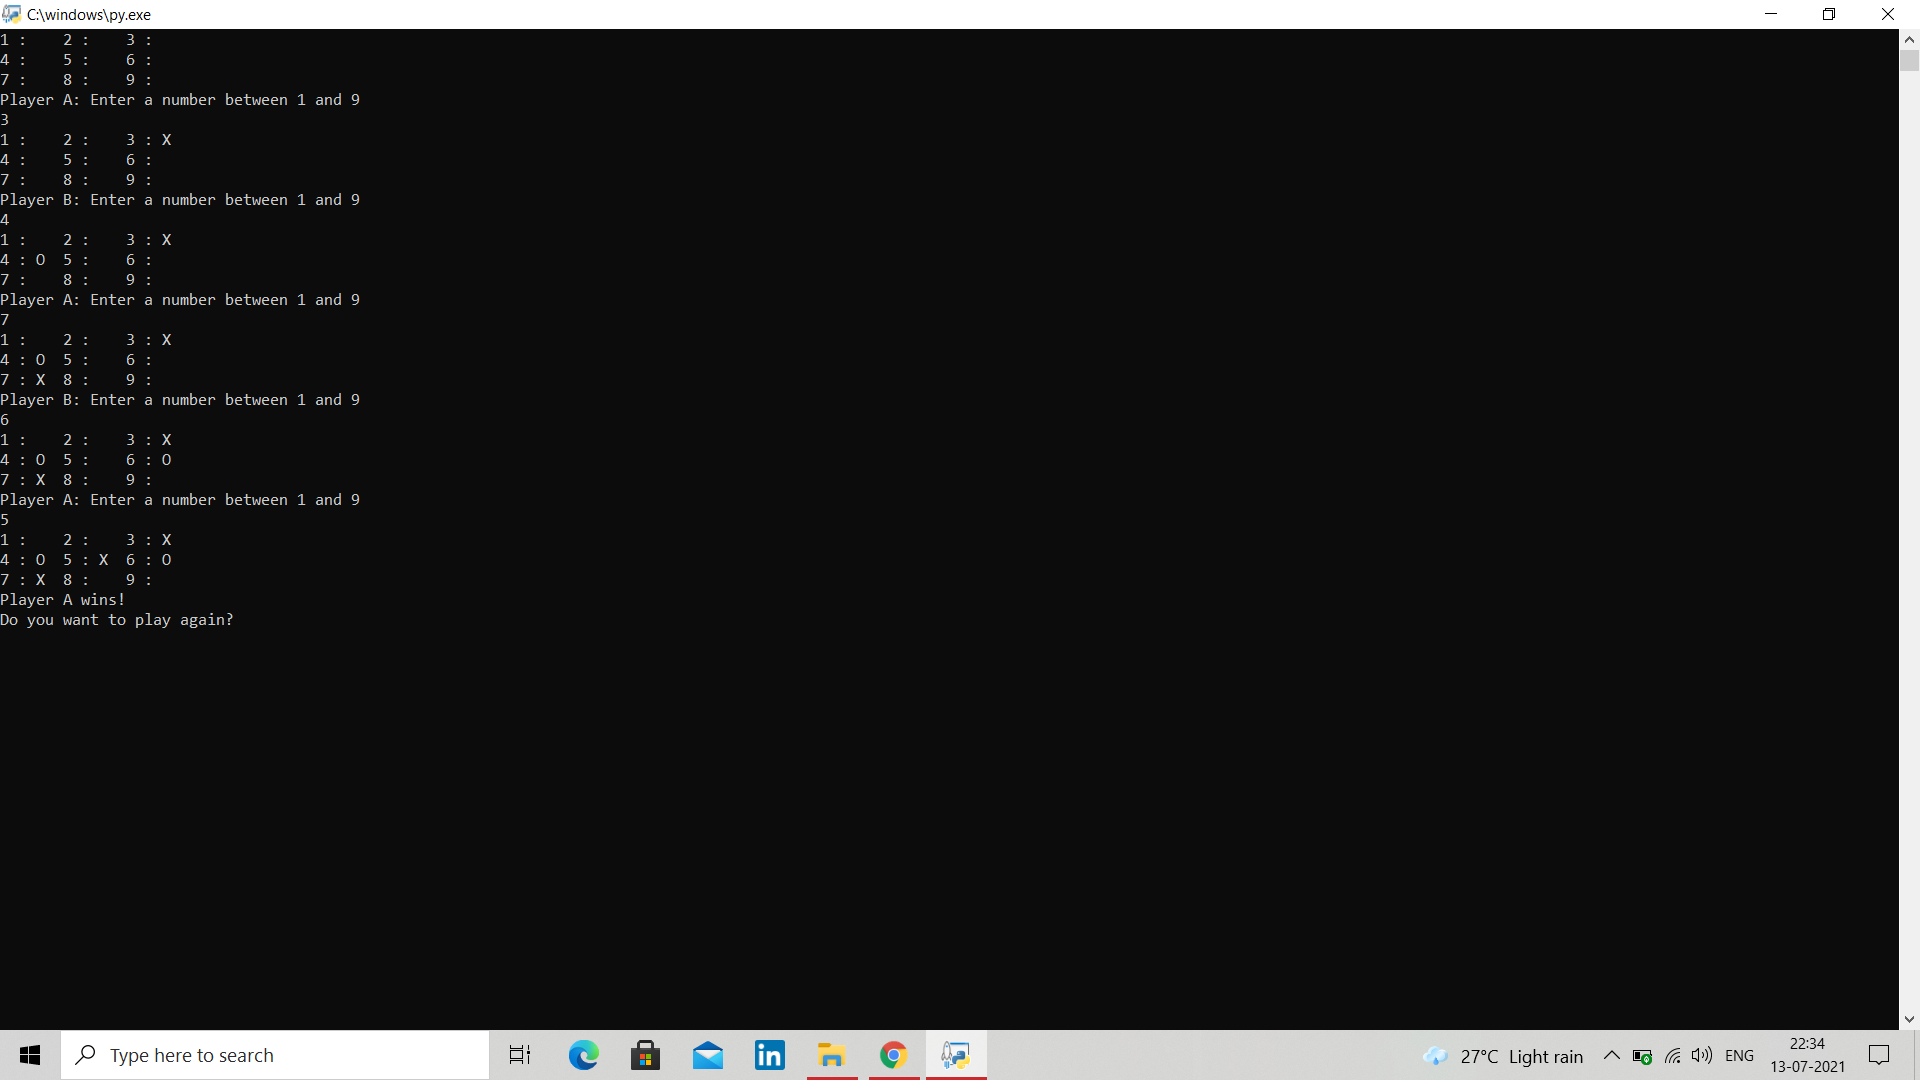 C:\windows\py.exe
1 :    2 :    3 :
4 :    5 :    6 :
7 :    8 :    9 :
Player A: Enter a number between 1 and 9
3
1 :    2 :    3 : X
4 :    5 :    6 :
7 :    8 :    9 :
Player B: Enter a number between 1 and 9
4
1 :    2 :    3 : X
4 : O  5 :    6 :
7 :    8 :    9 :
Player A: Enter a number between 1 and 9
7
1 :    2 :    3 : X
4 : O  5 :    6 :
7 : X  8 :    9 :
Player B: Enter a number between 1 and 9
6
1 :    2 :    3 : X
4 : O  5 :    6 : O
7 : X  8 :    9 :
Player A: Enter a number between 1 and 9
5
1 :    2 :    3 : X
4 : O  5 : X  6 : O
7 : X  8 :    9 :
Player A wins!
Do you want to play again?
Type here to search
in
27°C Light rain
ENG
22:34
13-07-2021